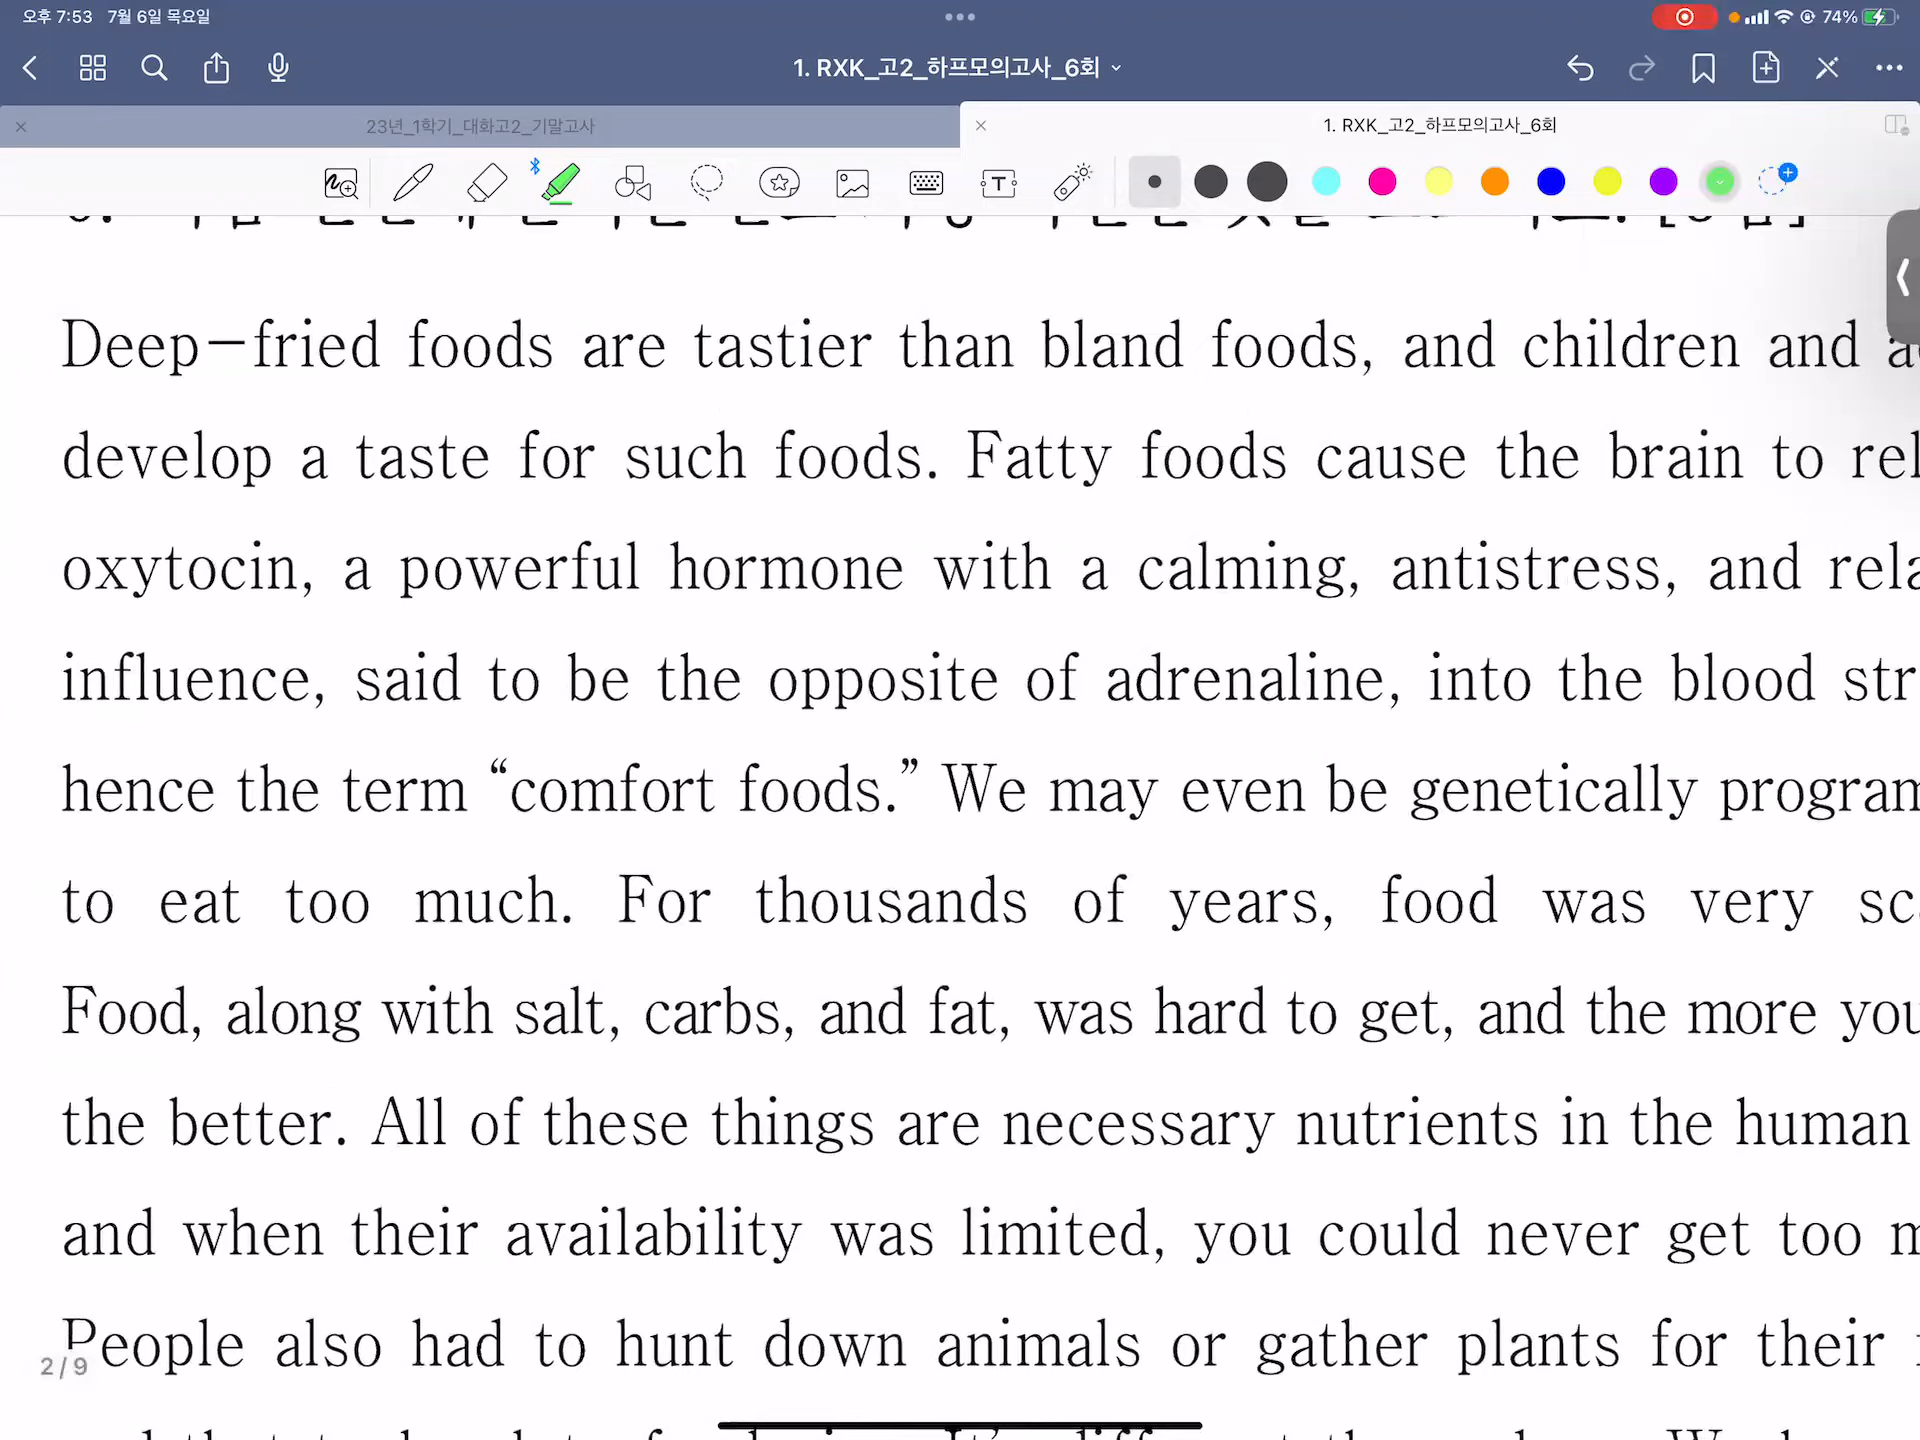 오후 7:53 7월 6일 목요일
74%
1. RXK_고2_하프모의고사_6회
23년_1학기_대화고2_기말고사
1. RXK_고2_하프모의고사_6회
Deep-fried foods are tastier than bland foods, and children and
develop a taste for such foods. Fatty foods cause the brain to
oxytocin, a powerful hormone with a calming, antistress, and
influence, said to be the opposite of adrenaline, into the blood
hence the term “comfort foods.” We may even be genetically
to eat too much. For thousands of years, food was very
Food, along with salt, carbs, and fat, was hard to get, and the more
the better. All of these things are necessary nutrients in the human
and when their availability was limited, you could never get too
People also had to hunt down animals or gather plants for their
2/9